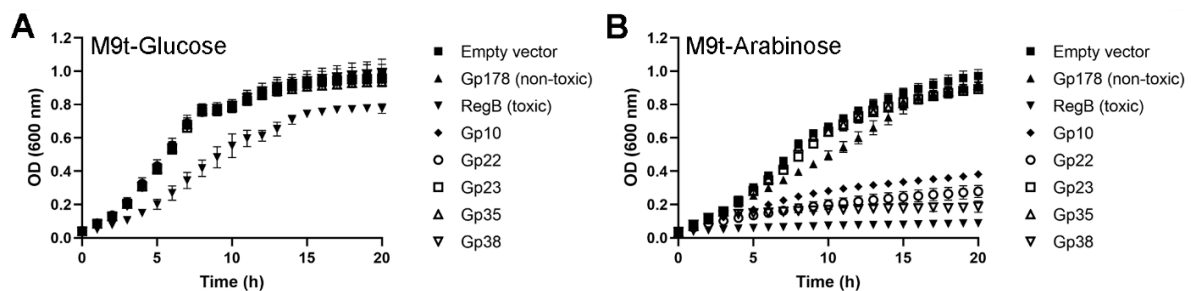 A
M9t-Glucose
OD (600 nm)
1.2
1.0
0.8
0.6
0.4
0.2
0.0
0
5
10
15
20
Time (h)
Empty vector
Gp178 (non-toxic)
RegB (toxic)
Gp10
Gp22
Gp23
Gp35
Gp38
B
M9t-Arabinose
OD (600 nm)
1.2
1.0
0.8
0.6
0.4
0.2
0.0
0
5
10
15
20
Time (h)
Empty vector
Gp178 (non-toxic)
RegB (toxic)
Gp10
Gp22
Gp23
Gp35
Gp38